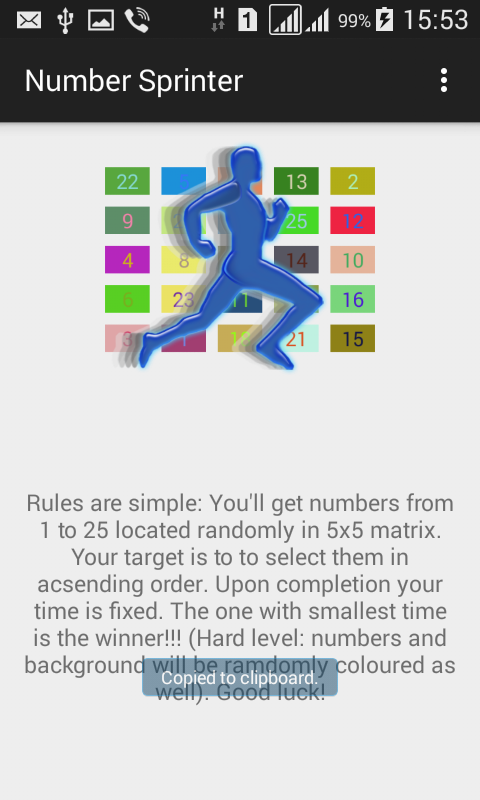 H 1 99% 15:53
Number Sprinter
22 13 2
9 25 12
4 8 14 10
6 23 11 16
3 1 21 15
Rules are simple: You'll get numbers from
1 to 25 located randomly in 5x5 matrix.
Your target is to to select them in
acsending order. Upon completion your
time is fixed. The one with smallest time
is the winner!!! (Hard level: numbers and
background will be ramdomly coloured as
Copied to clipboard.
well). Good luck!